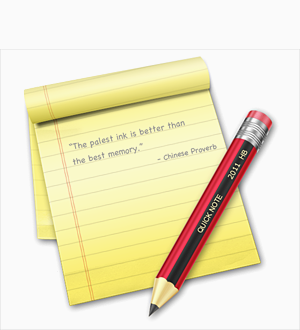 "The palest ink is better than
the best memory."
- Chinese Proverb
QUICK NOTE 2011 HB